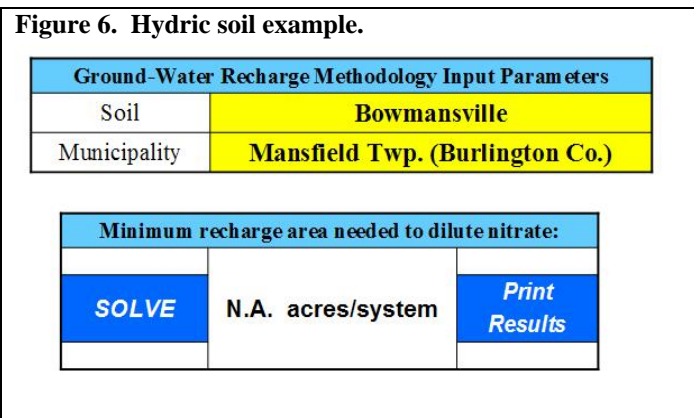 Figure 6. Hydric soil example.
Ground-Water Recharge Methodology Input Parameters
Soil Bowmansville
Municipality Mansfield Twp. (Burlington Co.)
Minimum recharge area needed to dilute nitrate:
SOLVE N.A. acres/system Print
Results